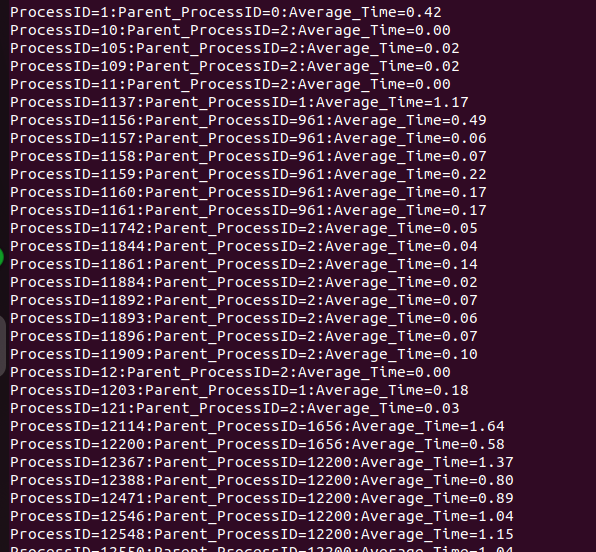 ProcessID=1:Parent_ProcessID=0:Average_Time=0.42
ProcessID=10:Parent_ProcessID=2:Average_Time=0.00
ProcessID=105:Parent_ProcessID=2:Average_Time=0.02
ProcessID=109:Parent_ProcessID=2:Average_Time=0.02
ProcessID=11:Parent_ProcessID=2:Average_Time=0.00
ProcessID=1137:Parent_ProcessID=1:Average_Time=1.17
ProcessID=1156:Parent_ProcessID=961:Average_Time=0.49
ProcessID=1157:Parent_ProcessID=961:Average_Time=0.06
ProcessID=1158:Parent_ProcessID=961:Average_Time=0.07
ProcessID=1159:Parent_ProcessID=961:Average_Time=0.22
ProcessID=1160:Parent_ProcessID=961:Average_Time=0.17
ProcessID=1161:Parent_ProcessID=961:Average_Time=0.17
ProcessID=11742:Parent_ProcessID=2:Average_Time=0.05
ProcessID=11844:Parent_ProcessID=2:Average_Time=0.04
ProcessID=11861:Parent_ProcessID=2:Average_Time=0.14
ProcessID=11884:Parent_ProcessID=2:Average_Time=0.02
ProcessID=11892:Parent_ProcessID=2:Average_Time=0.07
ProcessID=11893:Parent_ProcessID=2:Average_Time=0.06
ProcessID=11896:Parent_ProcessID=2:Average_Time=0.07
ProcessID=11909:Parent_ProcessID=2:Average_Time=0.10
ProcessID=12:Parent_ProcessID=2:Average_Time=0.00
ProcessID=1203:Parent_ProcessID=1:Average_Time=0.18
ProcessID=121:Parent_ProcessID=2:Average_Time=0.03
ProcessID=12114:Parent_ProcessID=1656:Average_Time=1.64
ProcessID=12200:Parent_ProcessID=1656:Average_Time=0.58
ProcessID=12367:Parent_ProcessID=12200:Average_Time=1.37
ProcessID=12388:Parent_ProcessID=12200:Average_Time=0.80
ProcessID=12471:Parent_ProcessID=12200:Average_Time=0.89
ProcessID=12546:Parent_ProcessID=12200:Average_Time=1.04
ProcessID=12548:Parent_ProcessID=12200:Average_Time=1.15
ProcessID=12550:Parent_ProcessID=12200:Average_Time=1.04